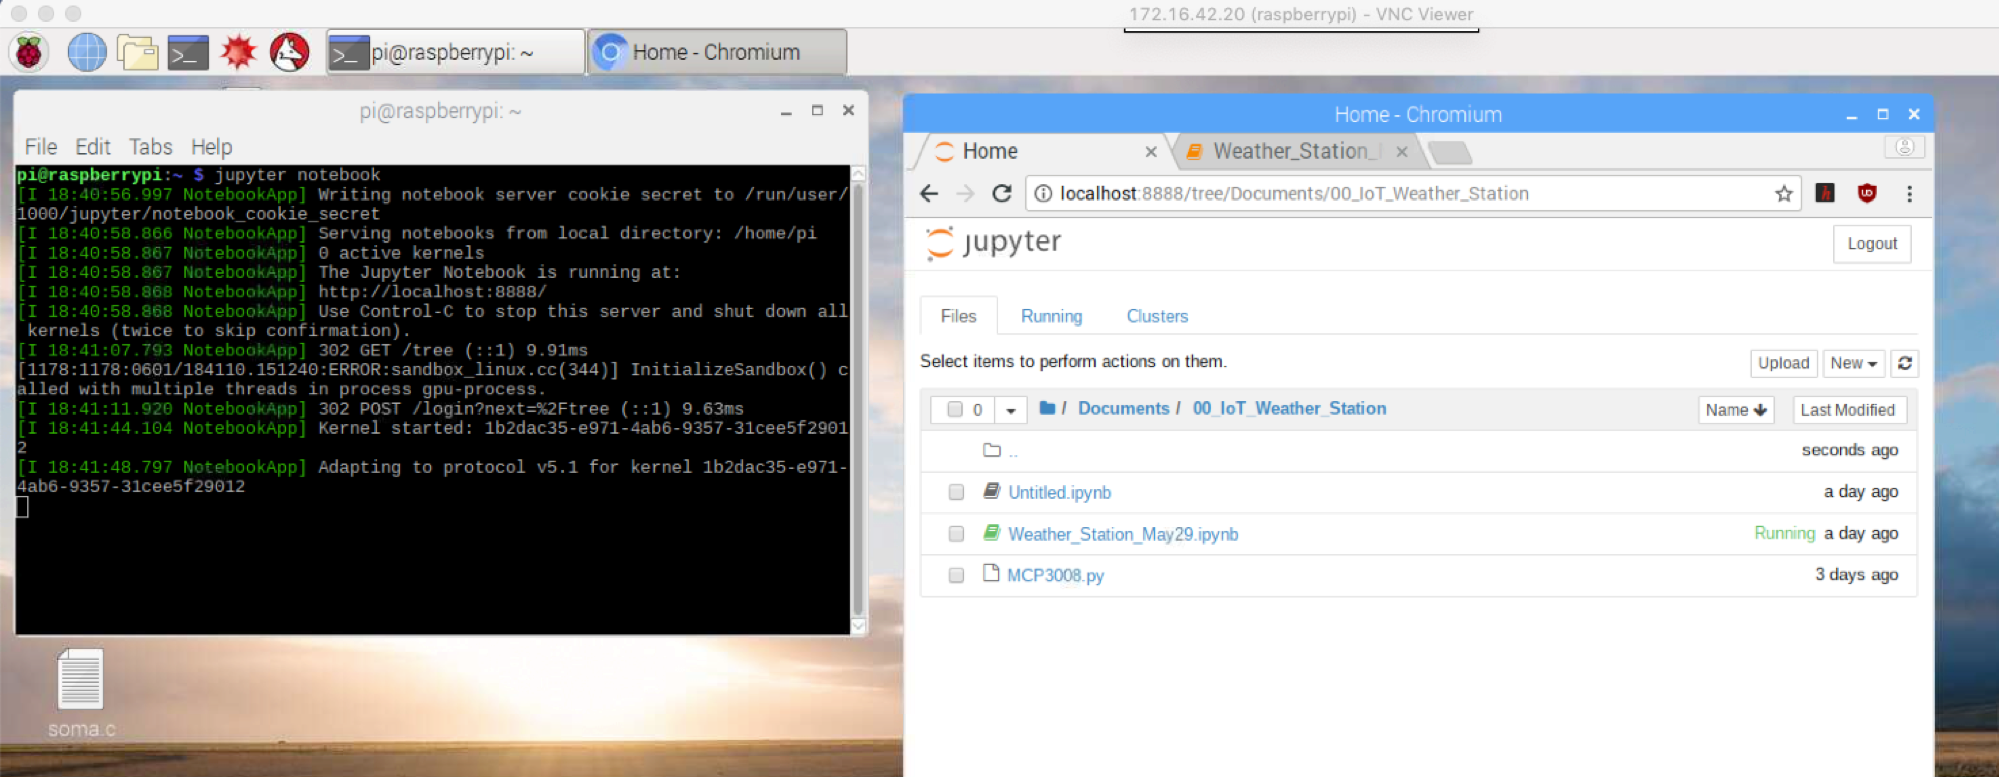 172.16.42.20 (raspberrypi) - VNC Viewer
pi@raspberrypi: ~
Home - Chromium
pi@raspberrypi: ~
File Edit Tabs Help
pi@raspberrypi:~ $ jupyter notebook
[I 18:40:56.997 NotebookApp] Writing notebook server cookie secret to /run/user/
1000/jupyter/notebook_cookie_secret
[I 18:40:58.866 NotebookApp] Serving notebooks from local directory: /home/pi
[I 18:40:58.867 NotebookApp] 0 active kernels
[I 18:40:58.867 NotebookApp] The Jupyter Notebook is running at:
[I 18:40:58.868 NotebookApp] http://localhost:8888/
[I 18:40:58.868 NotebookApp] Use Control-C to stop this server and shut down all
kernels (twice to skip confirmation).
[I 18:41:07.793 NotebookApp] 302 GET /tree (::1) 9.91ms
[1178:1178:0601/184110.151240:ERROR:sandbox_linux.cc(344)] InitializeSandbox() c
alled with multiple threads in process gpu-process.
[I 18:41:11.920 NotebookApp] 302 POST /login?next=%2Ftree (::1) 9.63ms
[I 18:41:44.104 NotebookApp] Kernel started: 1b2dac35-e971-4ab6-9357-31cee5f2901
2
[I 18:41:48.797 NotebookApp] Adapting to protocol v5.1 for kernel 1b2dac35-e971-
4ab6-9357-31cee5f29012
soma.c
Home - Chromium
Home
Weather_Station_
localhost:8888/tree/Documents/00_IoT_Weather_Station
jupyter
Logout
Files Running Clusters
Select items to perform actions on them.
Upload New
0 / Documents / 00_IoT_Weather_Station Name Last Modified
.. seconds ago
Untitled.ipynb a day ago
Weather_Station_May29.ipynb Running a day ago
MCP3008.py 3 days ago